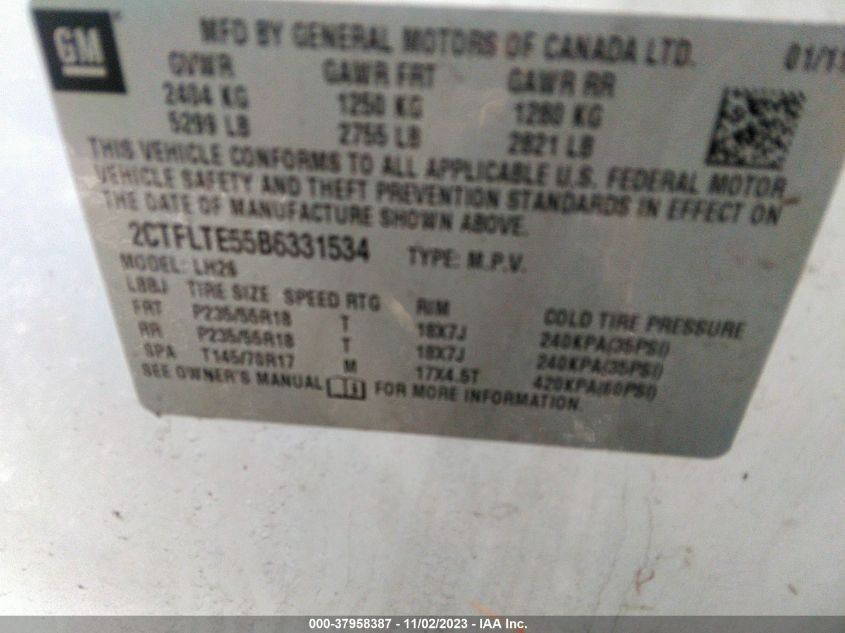 GM
MFD BY GENERAL MOTORS OF CANADA LTD. 01/11
GVWR GAWR FRT GAWR RR
2404 KG 1250 KG 1280 KG
5299 LB 2755 LB 2821 LB
THIS VEHICLE CONFORMS TO ALL APPLICABLE U.S. FEDERAL MOTOR
VEHICLE SAFETY AND THEFT PREVENTION STANDARDS IN EFFECT ON
THE DATE OF MANUFACTURE SHOWN ABOVE.
2CTFLTE55B6331534 TYPE: M.P.V.
MODEL: LH26
LBBJ TIRE SIZE SPEED RTG RIM COLD TIRE PRESSURE
FRT P235/55R18 T 18X7J 240KPA(35PSI)
RR P235/55R18 T 18X7J 240KPA(35PSI)
SPA T145/70R17 M 17X4.5T 420KPA(60PSI)
SEE OWNER'S MANUAL FOR MORE INFORMATION.
000-37958387 - 11/02/2023 - IAA Inc.